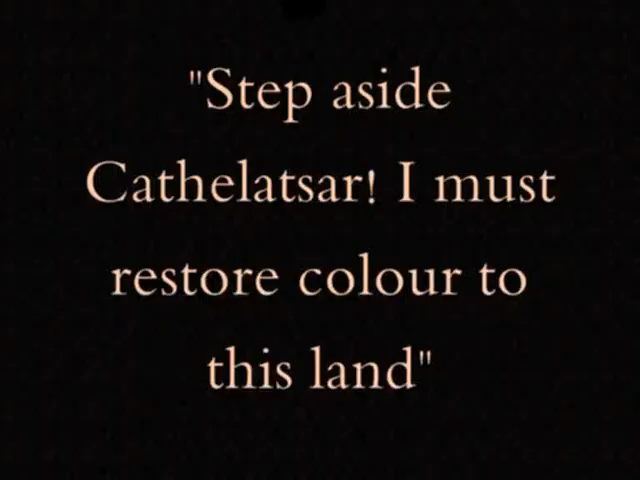 "Step aside
Cathelatsar! I must
restore colour to
this land"